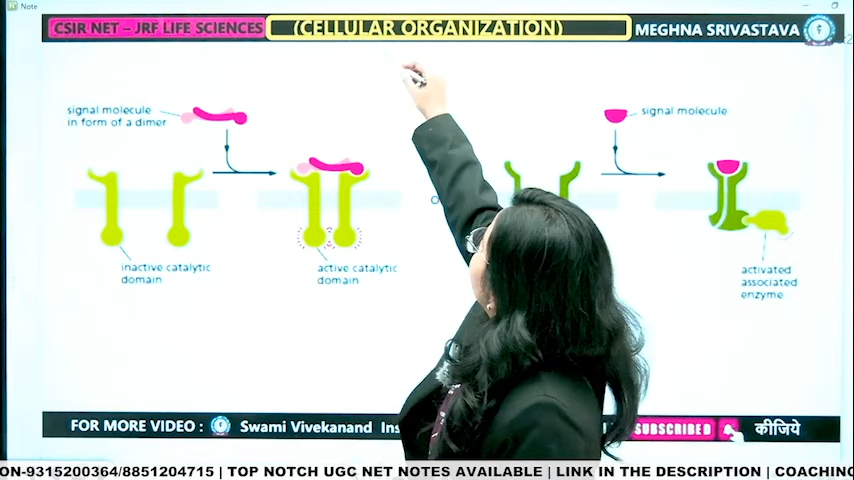 Note
CSIR NET – JRF LIFE SCIENCES
(CELLULAR ORGANIZATION)
MEGHNA SRIVASTAVA
signal molecule
in form of a dimer
signal molecule
inactive catalytic
domain
active catalytic
domain
activated
associated
enzyme
FOR MORE VIDEO :
Swami Vivekanand
SUBSCRIBED
कीजिये
ON-9315200364/8851204715 | TOP NOTCH UGC NET NOTES AVAILABLE | LINK IN THE DESCRIPTION | COACHING